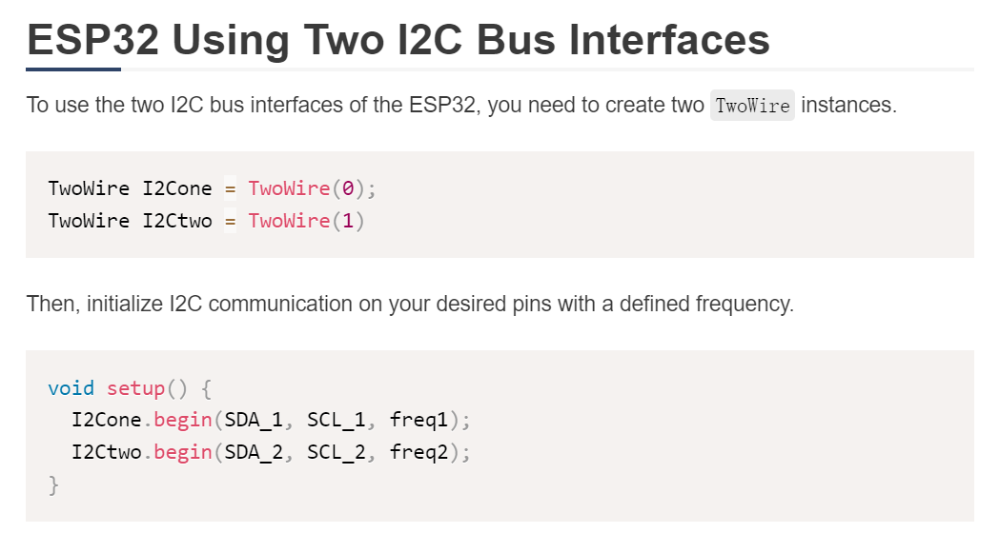 ESP32 Using Two I2C Bus Interfaces
To use the two I2C bus interfaces of the ESP32, you need to create two TwoWire instances.
TwoWire I2Cone = TwoWire(0);
TwoWire I2Ctwo = TwoWire(1)
Then, initialize I2C communication on your desired pins with a defined frequency.
void setup() {
  I2Cone.begin(SDA_1, SCL_1, freq1);
  I2Ctwo.begin(SDA_2, SCL_2, freq2);
}